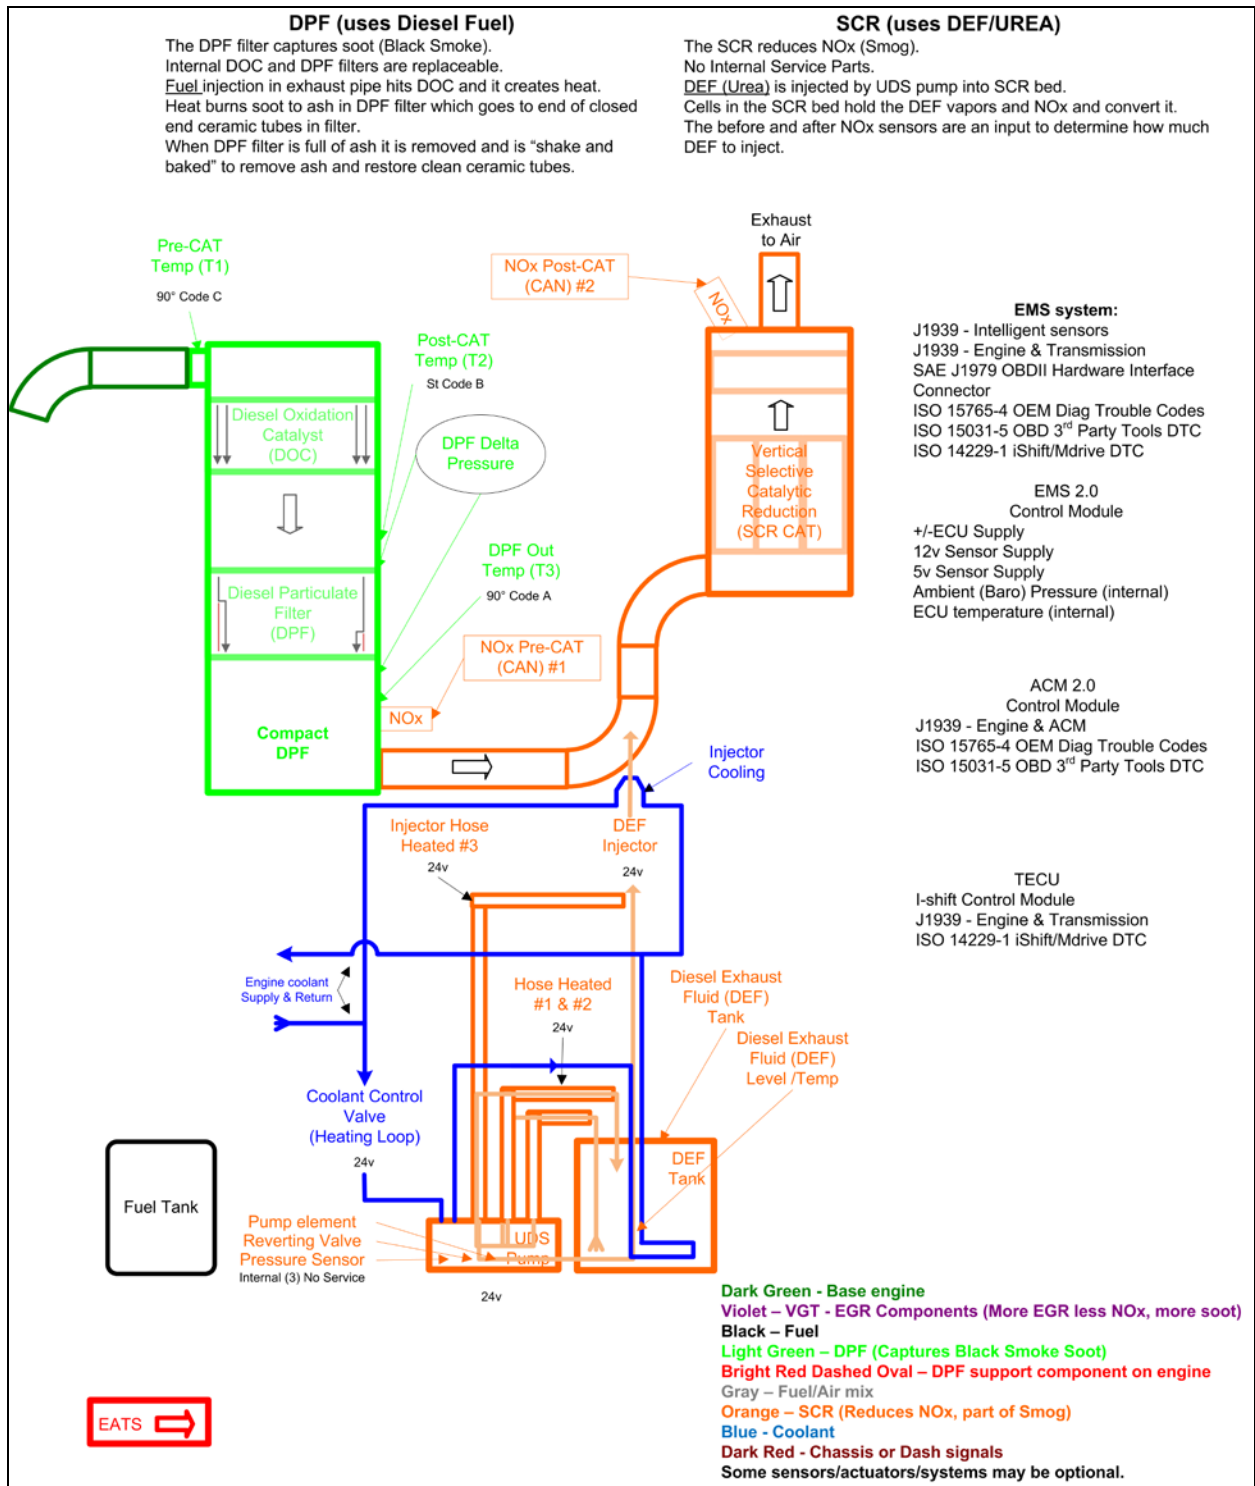 DPF (uses Diesel Fuel)
The DPF filter captures soot (Black Smoke).
Internal DOC and DPF filters are replaceable.
Fuel injection in exhaust pipe hits DOC and it creates heat.
Heat burns soot to ash in DPF filter which goes to end of closed
end ceramic tubes in filter.
When DPF filter is full of ash it is removed and is “shake and
baked” to remove ash and restore clean ceramic tubes.
SCR (uses DEF/UREA)
The SCR reduces NOx (Smog).
No Internal Service Parts.
DEF (Urea) is injected by UDS pump into SCR bed.
Cells in the SCR bed hold the DEF vapors and NOx and convert it.
The before and after NOx sensors are an input to determine how much
DEF to inject.
Exhaust
to Air
Pre-CAT
Temp (T1)
90° Code C
NOx Post-CAT
(CAN) #2
NOx
Post-CAT
Temp (T2)
St Code B
Diesel Oxidation
Catalyst
(DOC)
DPF Delta
Pressure
Vertical
Selective
Catalytic
Reduction
(SCR CAT)
DPF Out
Temp (T3)
90° Code A
Diesel Particulate
Filter
(DPF)
NOx Pre-CAT
(CAN) #1
NOx
Compact
DPF
EMS system:
J1939 - Intelligent sensors
J1939 - Engine & Transmission
SAE J1979 OBDII Hardware Interface
Connector
ISO 15765-4 OEM Diag Trouble Codes
ISO 15031-5 OBD 3rd Party Tools DTC
ISO 14229-1 iShift/Mdrive DTC
EMS 2.0
Control Module
+/-ECU Supply
12v Sensor Supply
5v Sensor Supply
Ambient (Baro) Pressure (internal)
ECU temperature (internal)
ACM 2.0
Control Module
J1939 - Engine & ACM
ISO 15765-4 OEM Diag Trouble Codes
ISO 15031-5 OBD 3rd Party Tools DTC
TECU
I-shift Control Module
J1939 - Engine & Transmission
ISO 14229-1 iShift/Mdrive DTC
Injector
Cooling
Injector Hose
Heated #3
24v
DEF
Injector
24v
Engine coolant
Supply & Return
Hose Heated
#1 & #2
24v
Diesel Exhaust
Fluid (DEF)
Tank
Diesel Exhaust
Fluid (DEF)
Level /Temp
Coolant Control
Valve
(Heating Loop)
24v
DEF
Tank
Fuel Tank
Pump element
Reverting Valve
Pressure Sensor
Internal (3) No Service
UDS
Pump
24v
Dark Green - Base engine
Violet – VGT - EGR Components (More EGR less NOx, more soot)
Black – Fuel
Light Green – DPF (Captures Black Smoke Soot)
Bright Red Dashed Oval – DPF support component on engine
Gray – Fuel/Air mix
Orange – SCR (Reduces NOx, part of Smog)
Blue - Coolant
Dark Red - Chassis or Dash signals
Some sensors/actuators/systems may be optional.
EATS